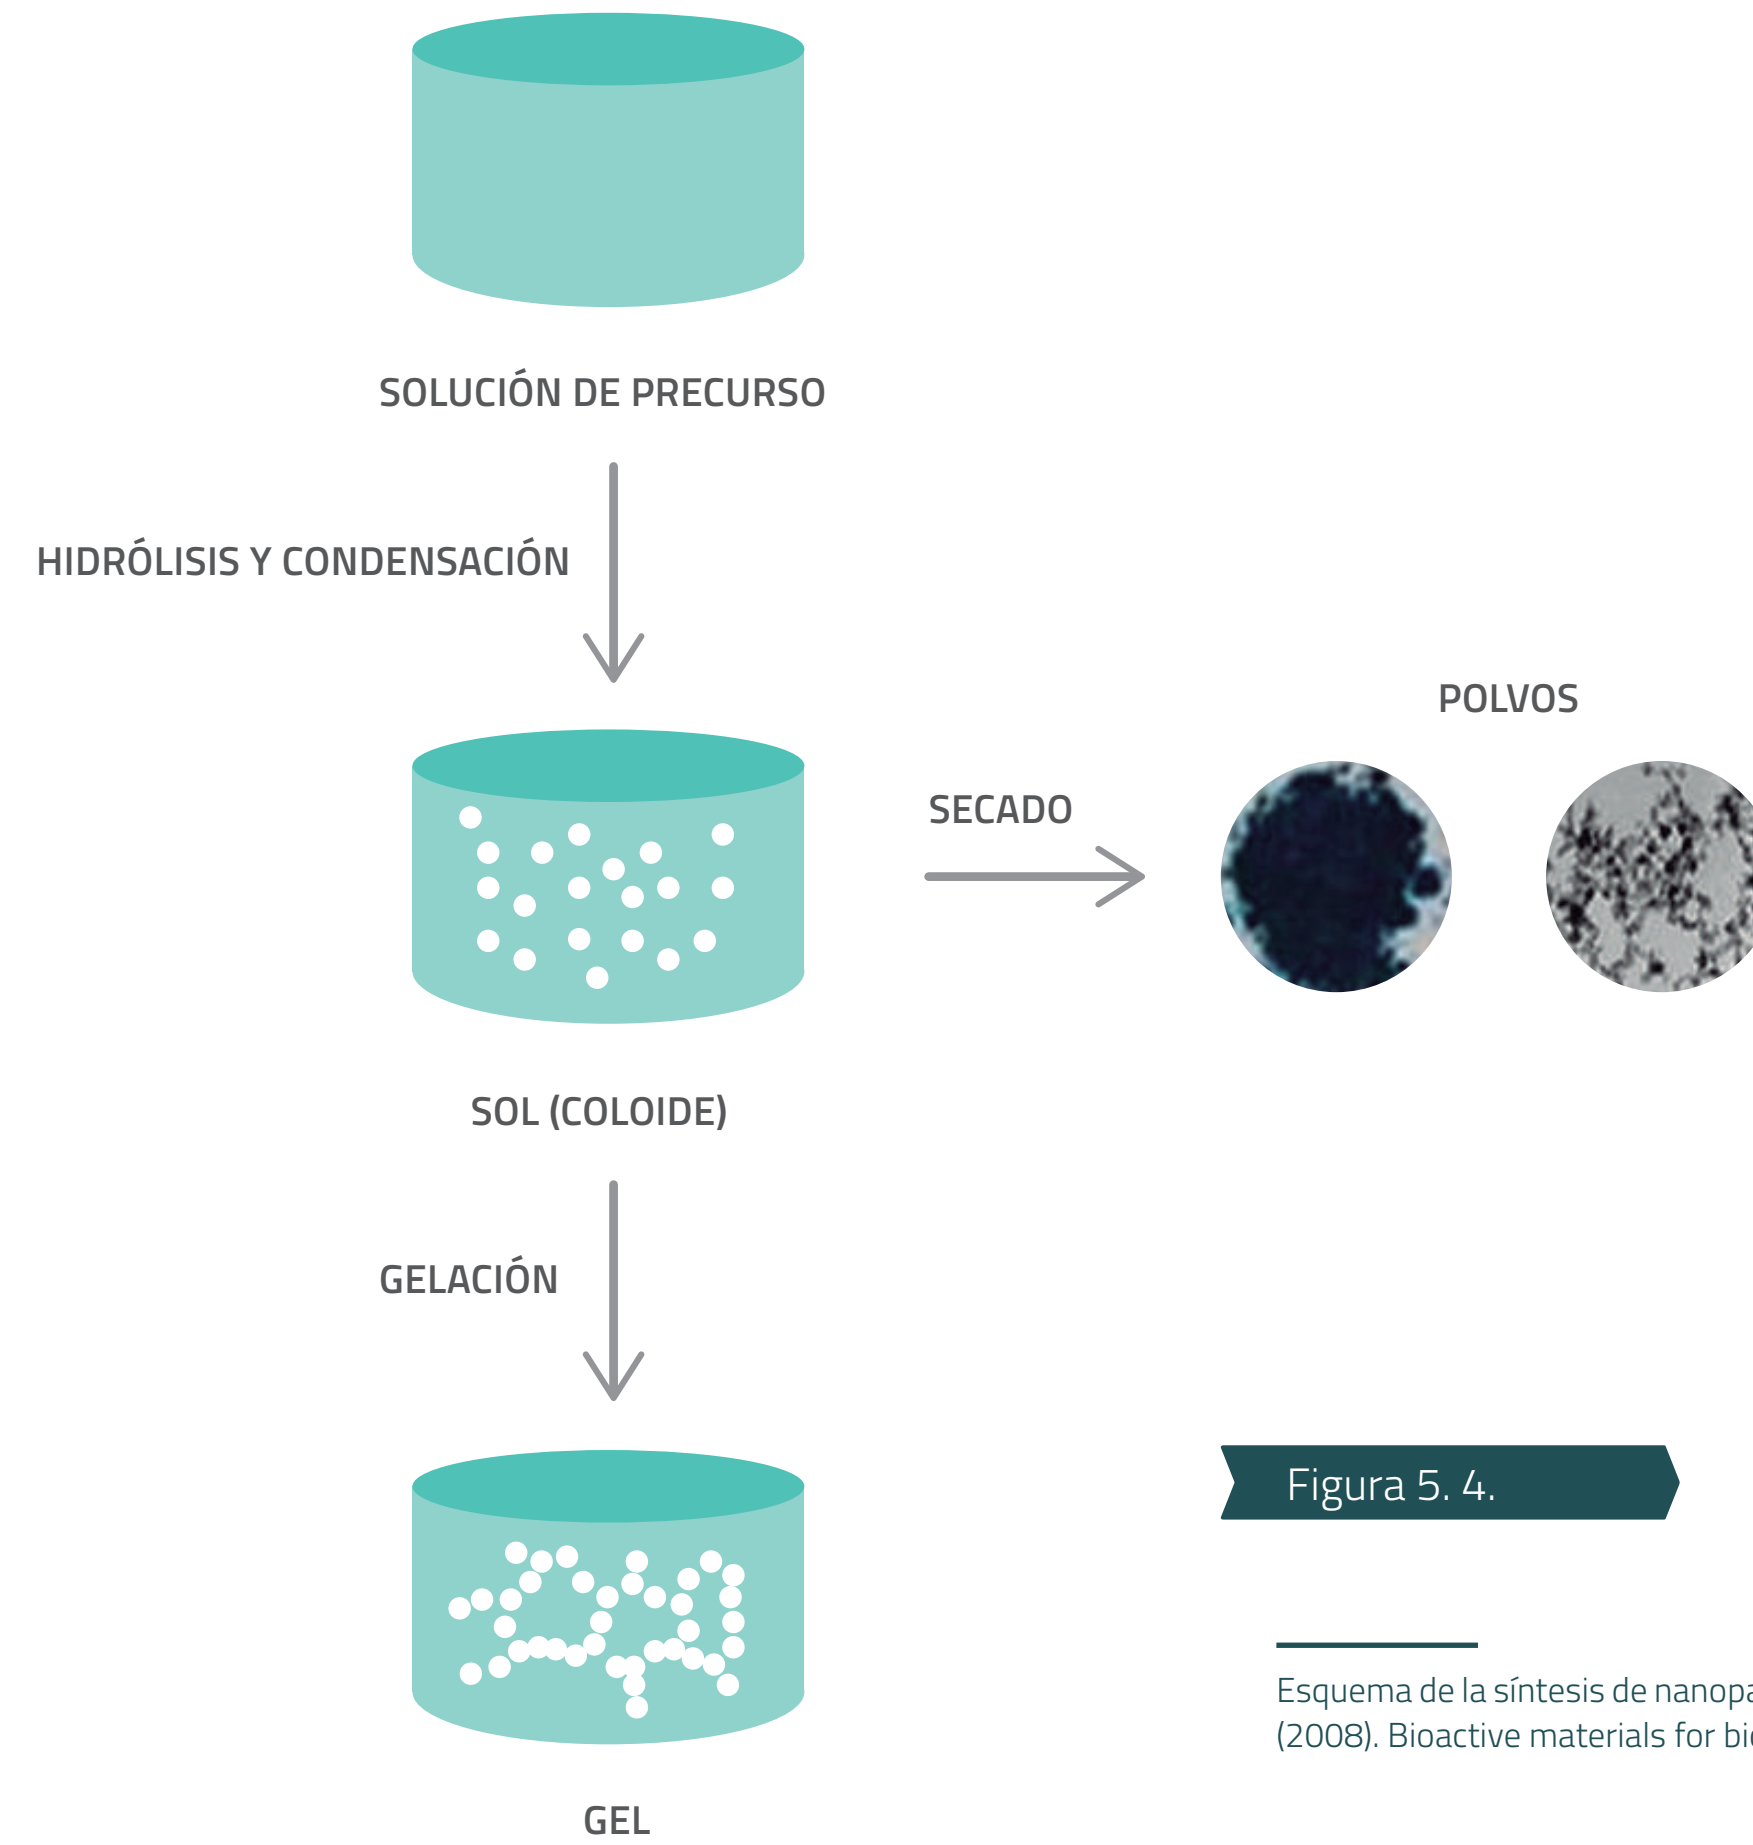 SOLUCIÓN DE PRECURSO
HIDRÓLISIS Y CONDENSACIÓN
POLVOS
SECADO
SOL (COLOIDE)
GELACIÓN
Figura 5. 4.
Esquema de la síntesis de
(2008). Bioactive materials for
GEL